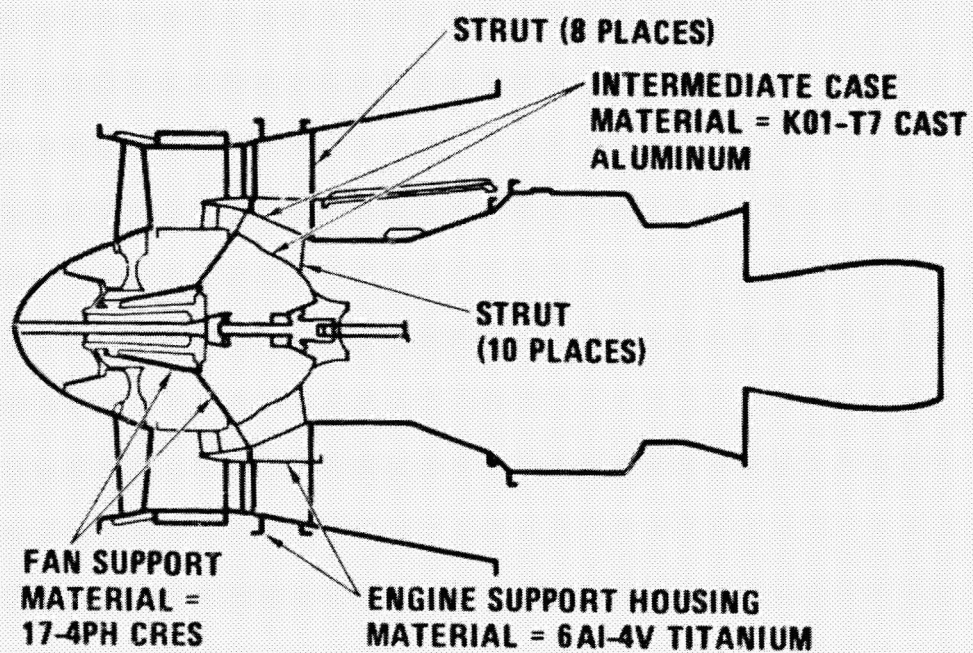 STRUT (8 PLACES)
INTERMEDIATE CASE
MATERIAL = K01-T7 CAST
ALUMINUM
STRUT
(10 PLACES)
FAN SUPPORT
MATERIAL =
17-4PH CRES
ENGINE SUPPORT HOUSING
MATERIAL = 6Al-4V TITANIUM